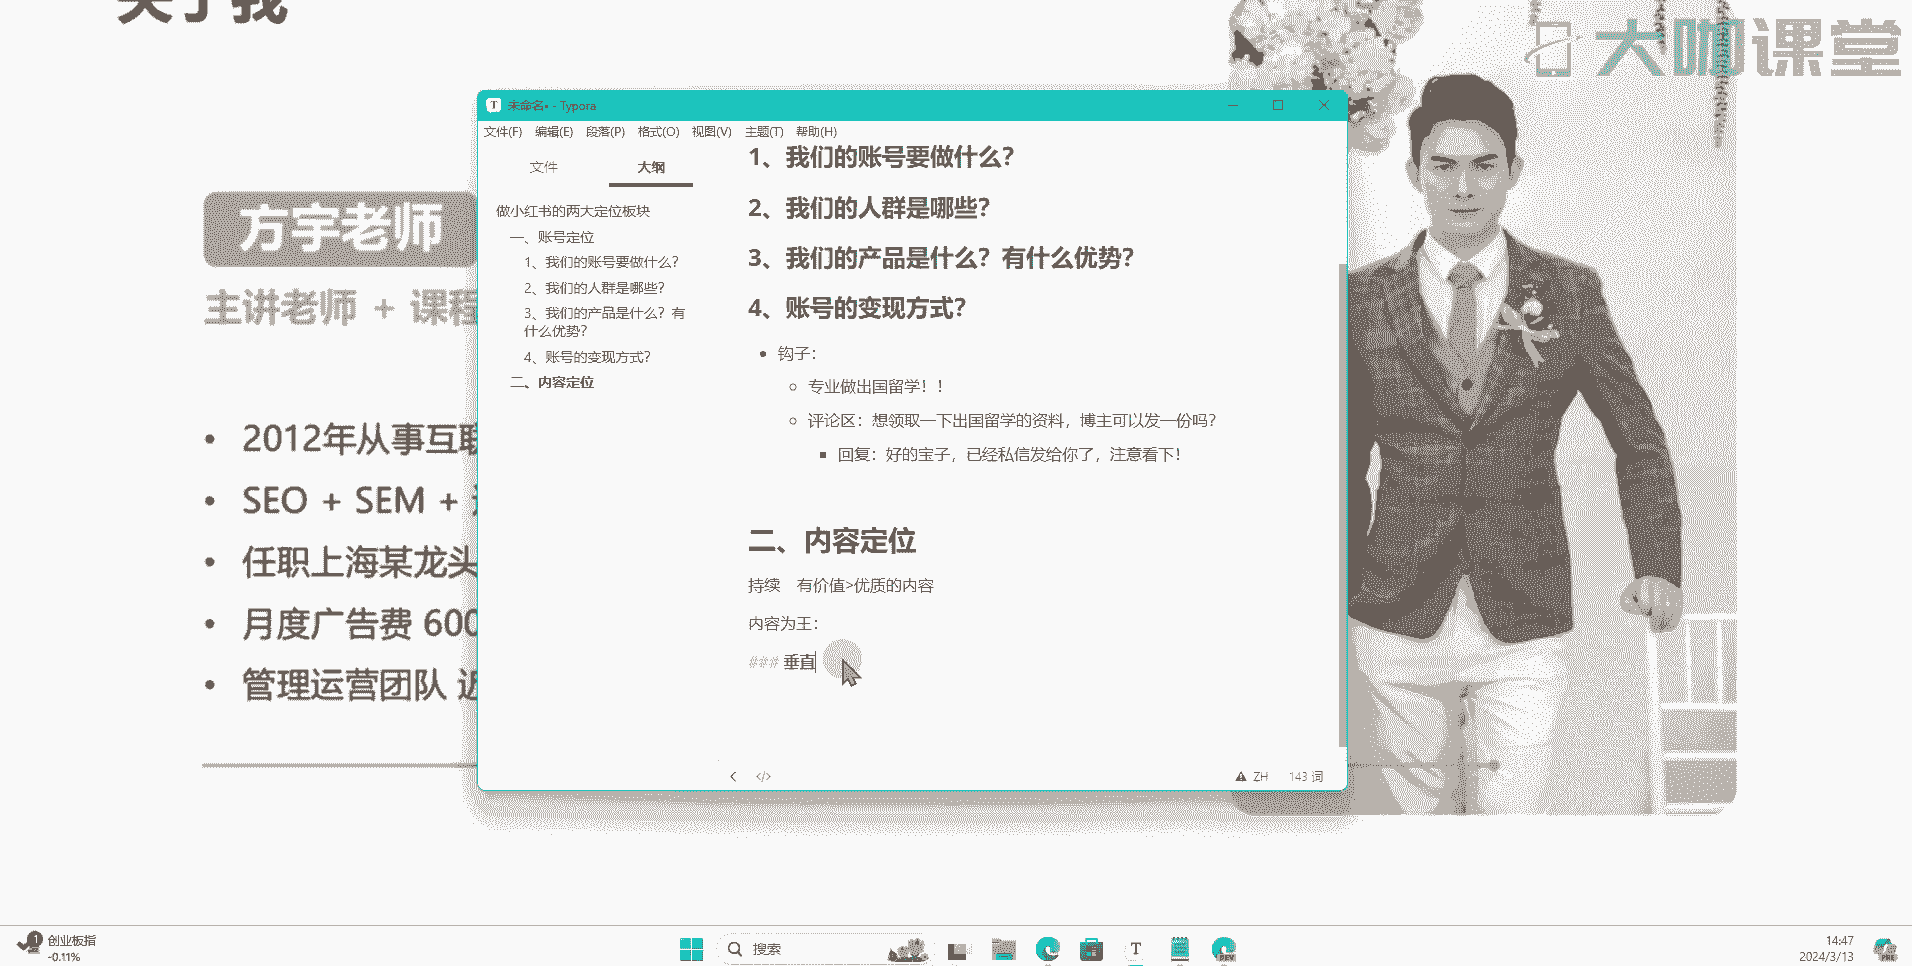 关于我
大咖课堂
方宇老师
主讲老师 + 课程
2012年从事互联
SEO + SEM +
任职上海某龙头
月度广告费 600
管理运营团队 近
未命名• - Typora
文件(F) 编辑(E) 段落(P) 格式(O) 视图(V) 主题(T) 帮助(H)
文件 大纲
做小红书的两大定位板块
一、账号定位
1、我们的账号要做什么？
2、我们的人群是哪些？
3、我们的产品是什么？有
什么优势？
4、账号的变现方式？
二、内容定位
1、我们的账号要做什么？
2、我们的人群是哪些？
3、我们的产品是什么？有什么优势？
4、账号的变现方式？
钩子：
专业做出国留学！！
评论区：想领取一下出国留学的资料，博主可以发一份吗？
回复：好的宝子，已经私信发给你了，注意看下！
二、内容定位
持续 有价值>优质的内容
内容为王：
### 垂直
</> ZH 143 词
1 创业板指
-0.11%
搜索
T
DEV
14:47
2024/3/13
PRE